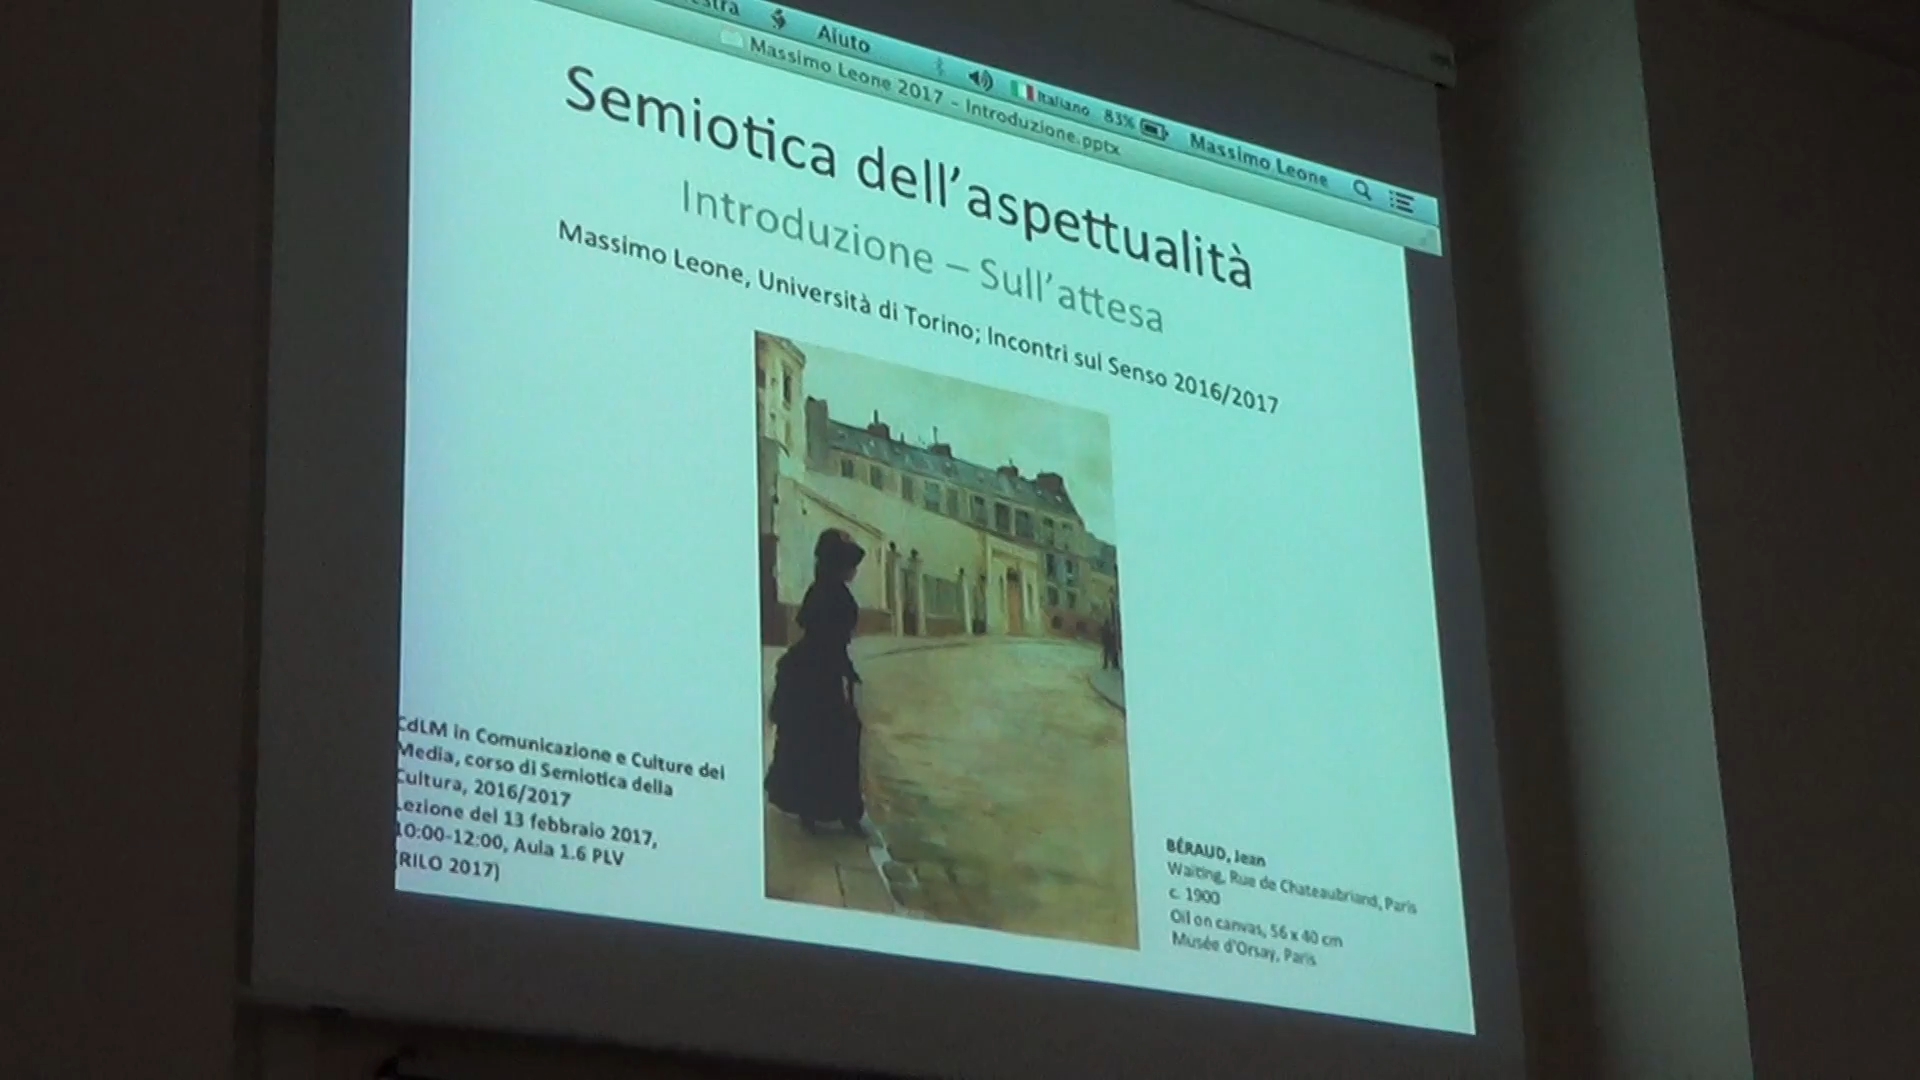 Aiuto
Italiano 83% Massimo Leone
Massimo Leone 2017 - Introduzione.pptx
Semiotica dell'aspettualità
Introduzione – Sull'attesa
Massimo Leone, Università di Torino; Incontri sul Senso 2016/2017
CdLM in Comunicazione e Culture dei
Media, corso di Semiotica della
Cultura, 2016/2017
Lezione del 13 febbraio 2017,
10:00-12:00, Aula 1.6 PLV
(RILO 2017)
BÉRAUD, Jean
Waiting, Rue de Chateaubriand, Paris
c. 1900
Oil on canvas, 56 x 40 cm
Musée d'Orsay, Paris